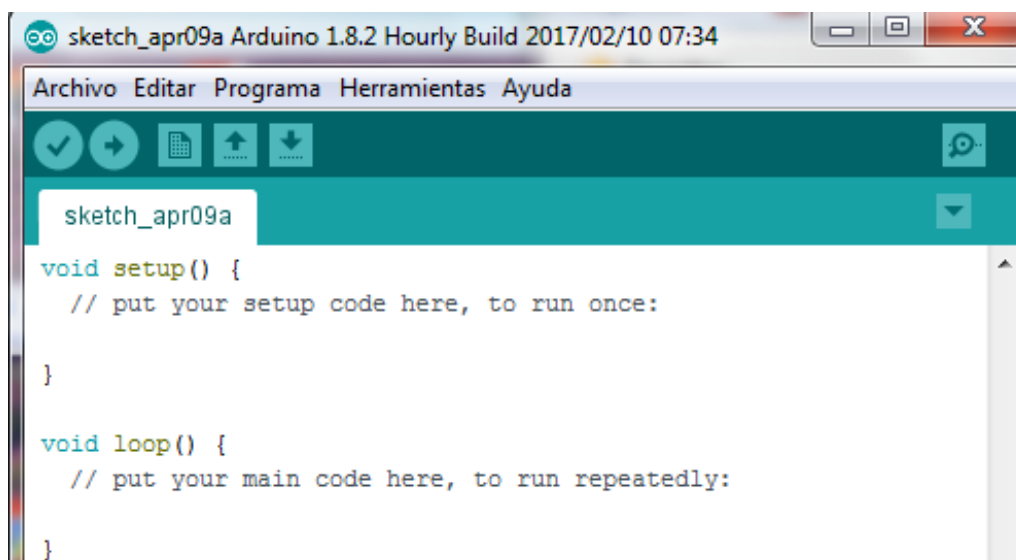 sketch_apr09a Arduino 1.8.2 Hourly Build 2017/02/10 07:34
Archivo Editar Programa Herramientas Ayuda
sketch_apr09a
void setup() {
  // put your setup code here, to run once:
}
void loop() {
  // put your main code here, to run repeatedly:
}